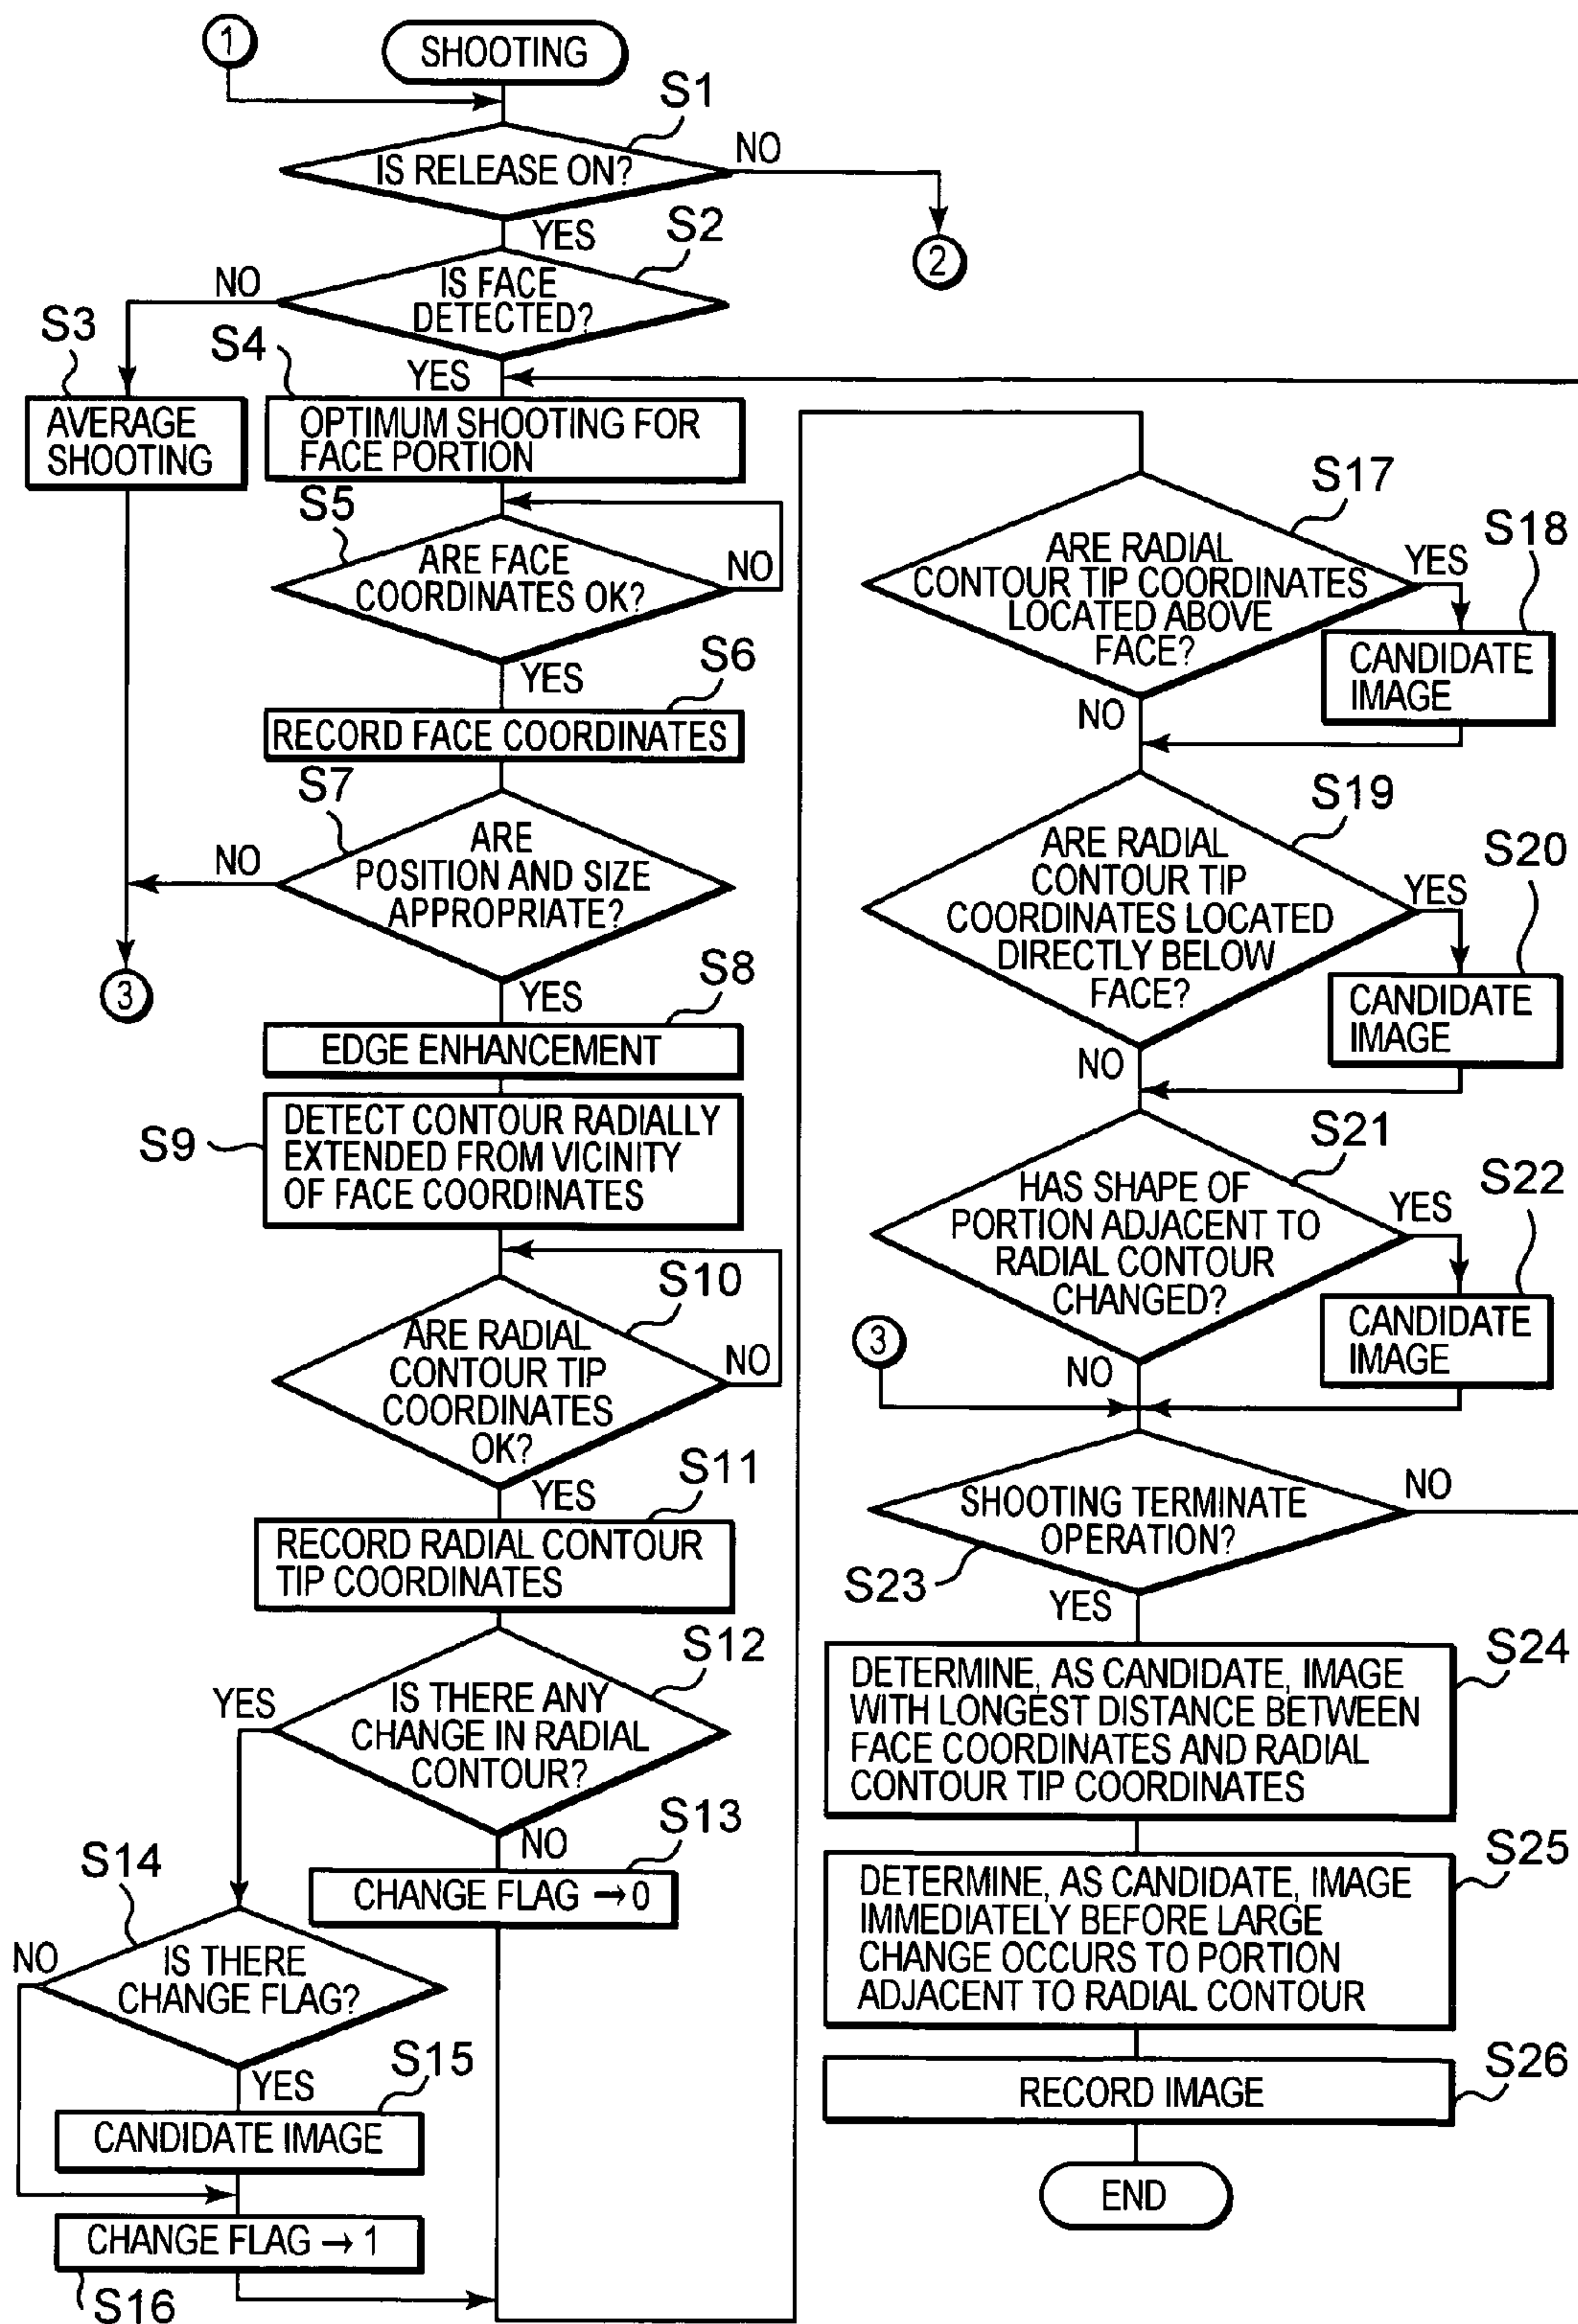 1
SHOOTING
S1
IS RELEASE ON?
NO
2
YES
S2
IS FACE
DETECTED?
NO
S3
AVERAGE
SHOOTING
YES
S4
OPTIMUM SHOOTING FOR
FACE PORTION
S5
ARE FACE
COORDINATES OK?
NO
YES
S6
RECORD FACE COORDINATES
S7
ARE
POSITION AND SIZE
APPROPRIATE?
NO
3
YES
S8
EDGE ENHANCEMENT
S9
DETECT CONTOUR RADIALLY
EXTENDED FROM VICINITY
OF FACE COORDINATES
S10
ARE RADIAL
CONTOUR TIP
COORDINATES
OK?
NO
YES
S11
RECORD RADIAL CONTOUR
TIP COORDINATES
S12
IS THERE ANY
CHANGE IN RADIAL
CONTOUR?
YES
NO
S13
CHANGE FLAG → 0
S14
IS THERE
CHANGE FLAG?
NO
YES
S15
CANDIDATE IMAGE
CHANGE FLAG → 1
S16
S17
ARE RADIAL
CONTOUR TIP COORDINATES
LOCATED ABOVE
FACE?
YES
S18
CANDIDATE
IMAGE
NO
S19
ARE RADIAL
CONTOUR TIP
COORDINATES LOCATED
DIRECTLY BELOW
FACE?
YES
S20
CANDIDATE
IMAGE
NO
S21
HAS SHAPE OF
PORTION ADJACENT TO
RADIAL CONTOUR
CHANGED?
YES
S22
CANDIDATE
IMAGE
NO
3
SHOOTING TERMINATE
OPERATION?
NO
S23
YES
S24
DETERMINE, AS CANDIDATE, IMAGE
WITH LONGEST DISTANCE BETWEEN
FACE COORDINATES AND RADIAL
CONTOUR TIP COORDINATES
S25
DETERMINE, AS CANDIDATE, IMAGE
IMMEDIATELY BEFORE LARGE
CHANGE OCCURS TO PORTION
ADJACENT TO RADIAL CONTOUR
S26
RECORD IMAGE
END